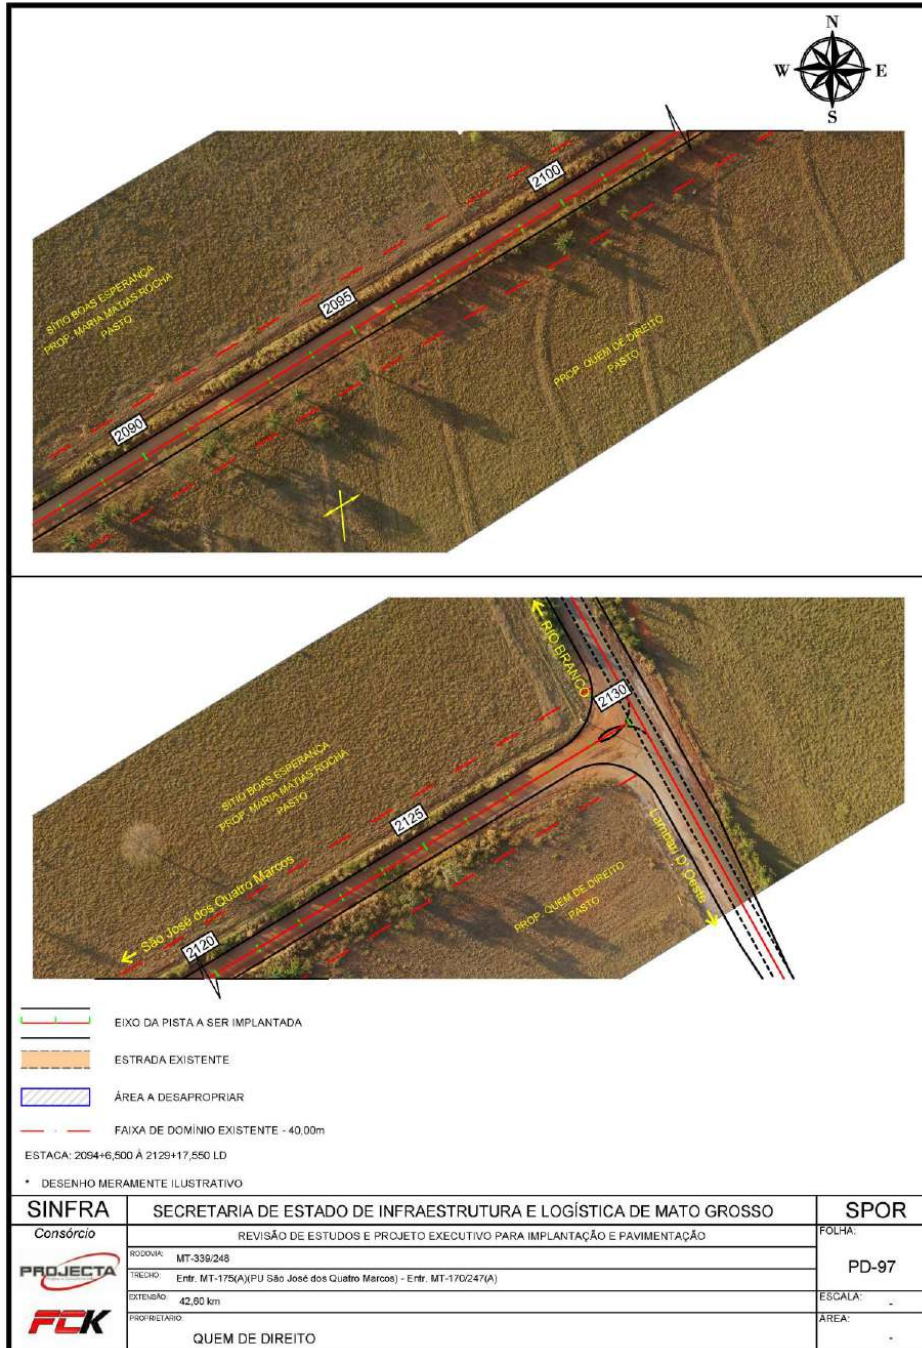 N
W E
S
2100
2095
2090
SÍTIO BOAS ESPERANÇA
PROP. MARIA MATIAS ROCHA
PASTO
PROP. QUEM DE DIREITO
PASTO
RIO BRANCO
2130
SÍTIO BOAS ESPERANÇA
PROP. MARIA MATIAS ROCHA
PASTO
2125
São José dos Quatro Marcos
2120
PROP. QUEM DE DIREITO
PASTO
Lambari D'Oeste
EIXO DA PISTA A SER IMPLANTADA
ESTRADA EXISTENTE
ÁREA A DESAPROPRIAR
FAIXA DE DOMÍNIO EXISTENTE - 40,00m
ESTACA: 2094+6,500 À 2129+17,550 LD
* DESENHO MERAMENTE ILUSTRATIVO
SINFRA
SECRETARIA DE ESTADO DE INFRAESTRUTURA E LOGÍSTICA DE MATO GROSSO
SPOR
Consórcio
PROJECTA
FCK
REVISÃO DE ESTUDOS E PROJETO EXECUTIVO PARA IMPLANTAÇÃO E PAVIMENTAÇÃO
RODOVIA: MT-339/248
TRECHO: Entr. MT-175(A)(PU São José dos Quatro Marcos) - Entr. MT-170/247(A)
EXTENSÃO: 42,60 km
PROPRIETÁRIO:
QUEM DE DIREITO
FOLHA:
PD-97
ESCALA:
-
ÁREA:
-